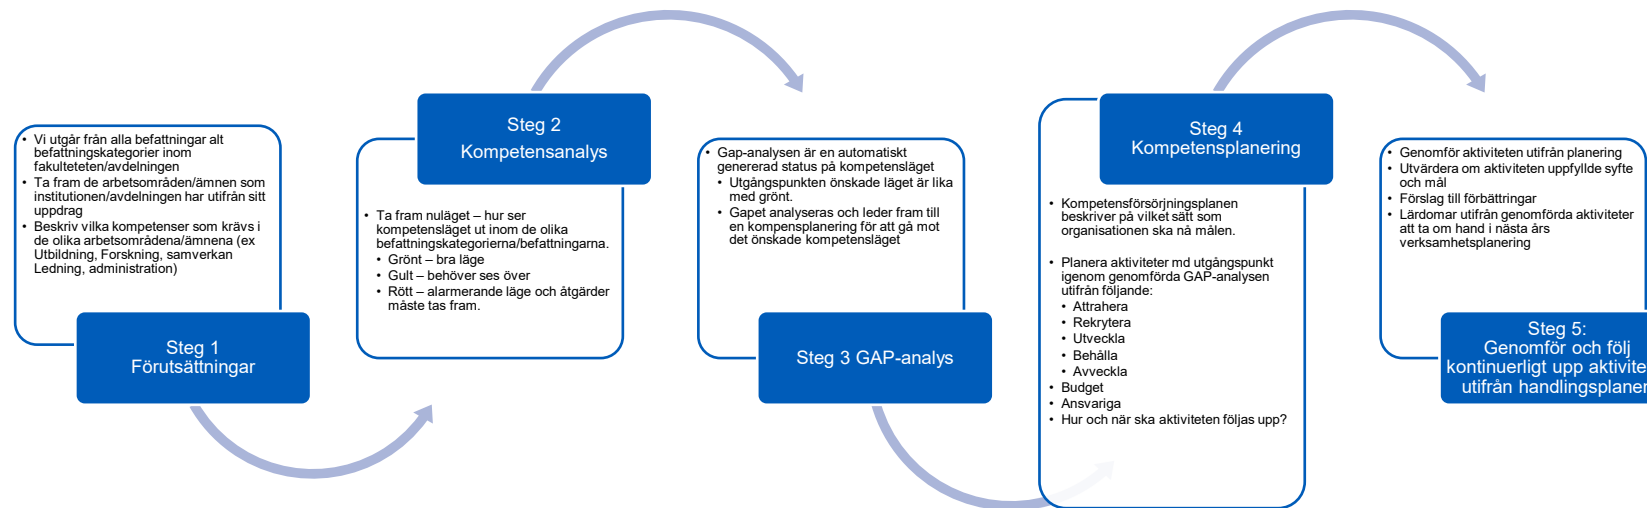 • Vi utgår från alla befattningar alt
befattningskategorier inom
fakulteteten/avdelningen
• Ta fram de arbetsområden/ämnen som
institutionen/avdelningen har utifrån sitt
uppdrag
• Beskriv vilka kompetenser som krävs i
de olika arbetsområdena/ämnena (ex
Utbildning, Forskning, samverkan
Ledning, administration)
Steg 1
Förutsättningar
Steg 2
Kompetensanalys
• Ta fram nuläget – hur ser
kompetensläget ut inom de olika
befattningskategorierna/befattningarna.
• Grönt – bra läge
• Gult – behöver ses över
• Rött – alarmerande läge och åtgärder
måste tas fram.
• Gap-analysen är en automatiskt
genererad status på kompetensläget
• Utgångspunkten önskade läget är lika
med grönt.
• Gapet analyseras och leder fram till
en kompensplanering för att gå mot
det önskade kompetensläget
Steg 3 GAP-analys
Steg 4
Kompetensplanering
• Kompetensförsörjningsplanen
beskriver på vilket sätt som
organisationen ska nå målen.
• Planera aktiviteter md utgångspunkt
igenom genomförda GAP-analysen
utifrån följande:
• Attrahera
• Rekrytera
• Utveckla
• Behålla
• Avveckla
• Budget
• Ansvariga
• Hur och när ska aktiviteten följas upp?
• Genomför aktiviteten utifrån planering
• Utvärdera om aktiviteten uppfyllde syfte
och mål
• Förslag till förbättringar
• Lärdomar utifrån genomförda aktiviteter
att ta om hand i nästa års
verksamhetsplanering
Steg 5:
Genomför och följ
kontinuerligt upp
utifrån